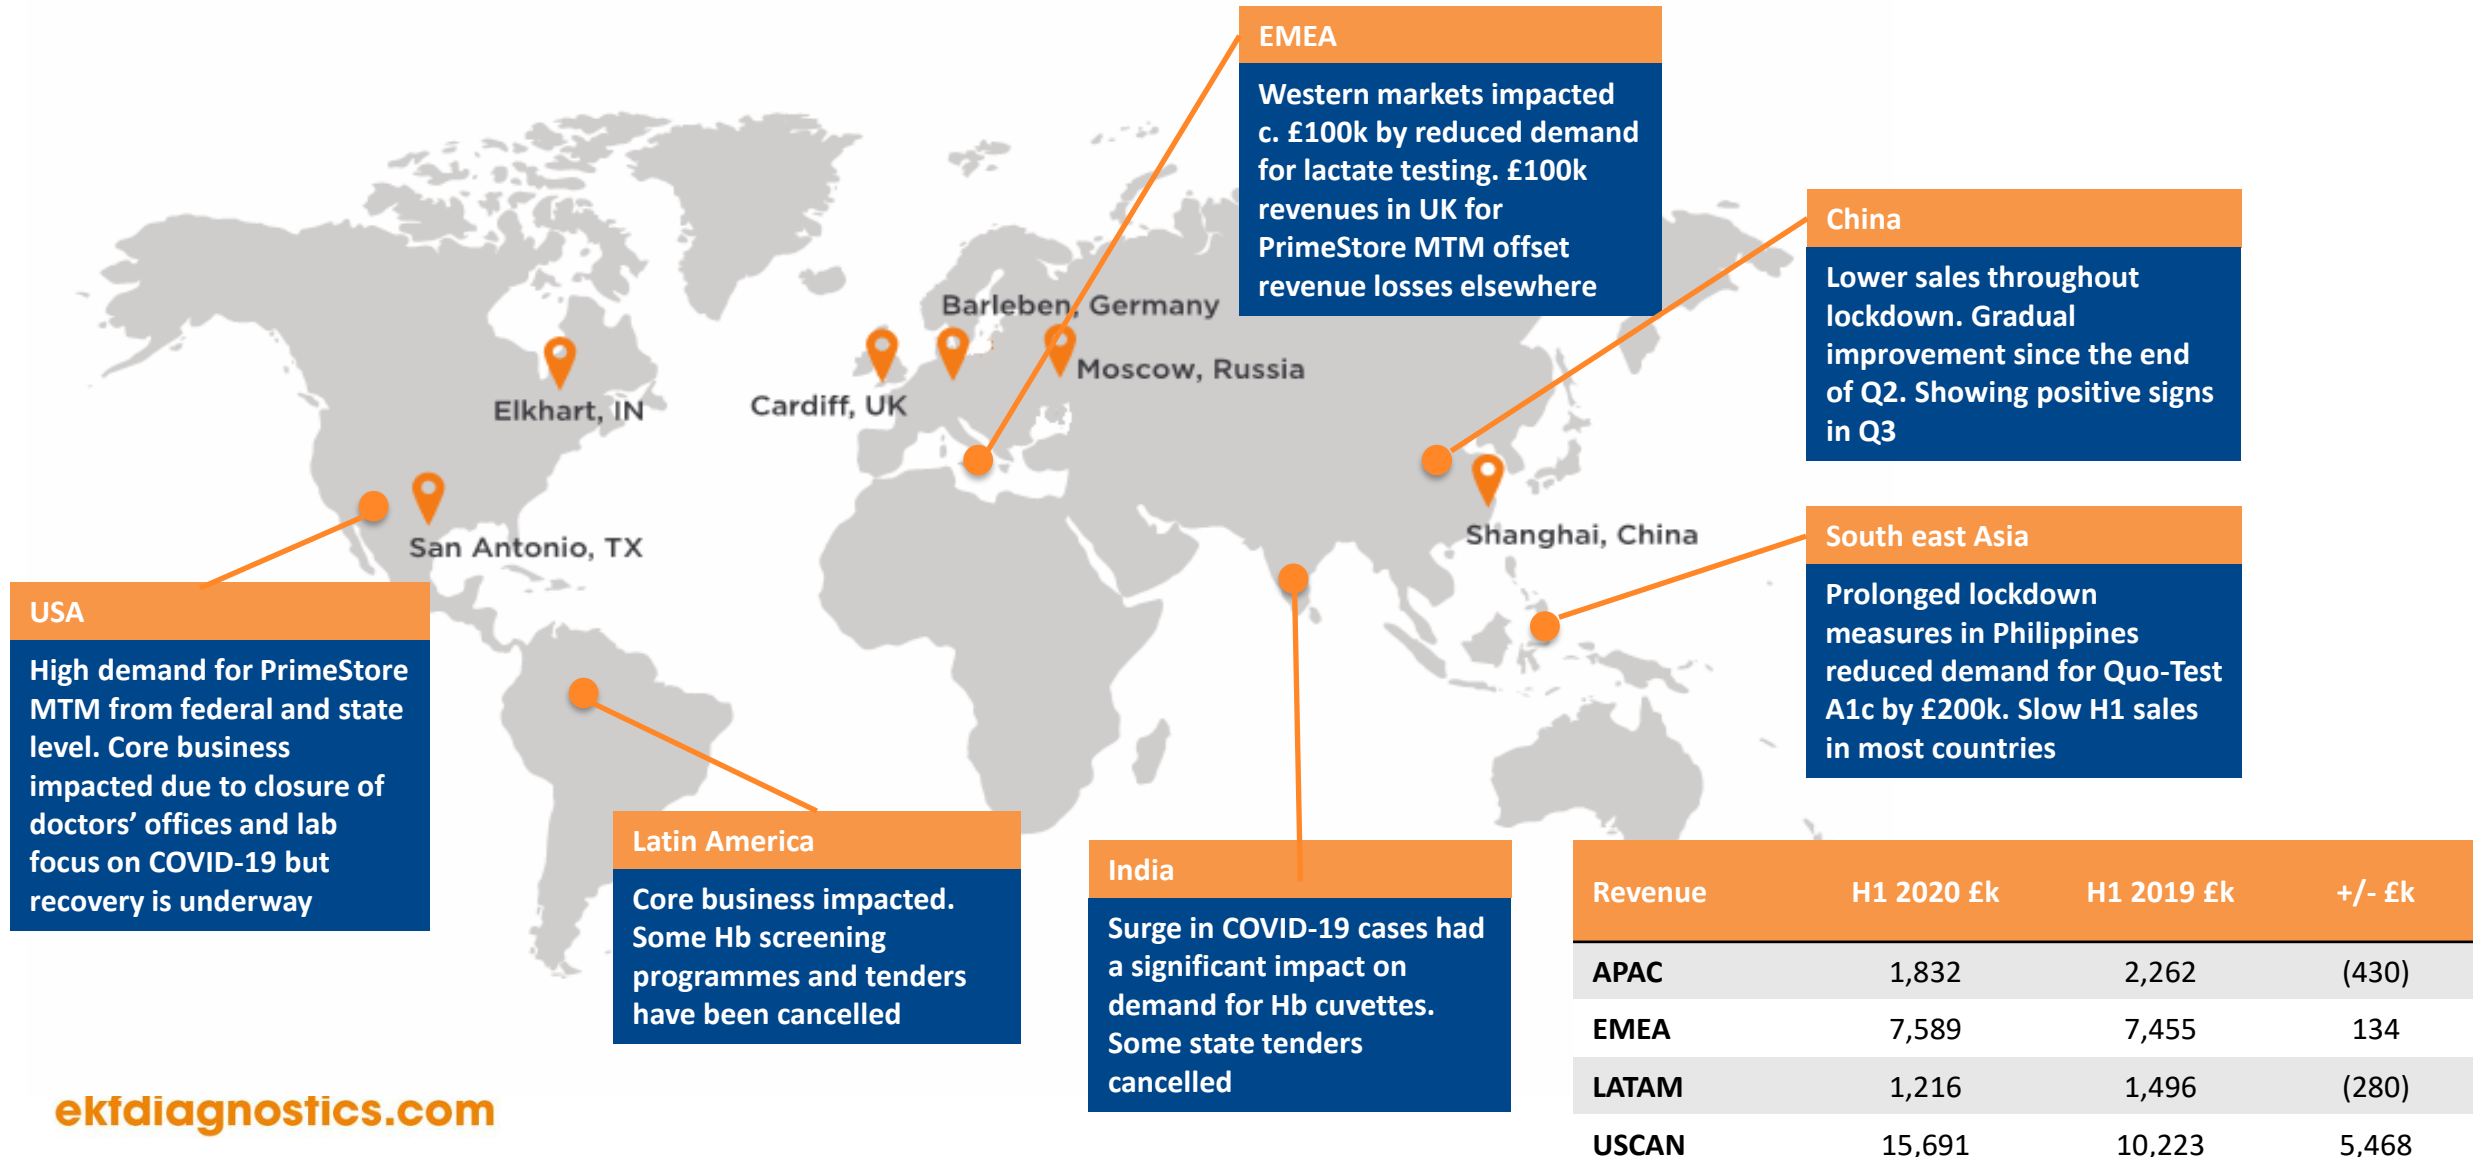 EMEA
Western markets impacted
c. £100k by reduced demand
for lactate testing. £100k
revenues in UK for
PrimeStore MTM offset
revenue losses elsewhere
China
Lower sales throughout
lockdown. Gradual
improvement since the end
of Q2. Showing positive signs
in Q3
Barleben, Germany
Moscow, Russia
Cardiff, UK
Elkhart, IN
San Antonio, TX
Shanghai, China
South east Asia
Prolonged lockdown
measures in Philippines
reduced demand for Quo-Test
A1c by £200k. Slow H1 sales
in most countries
USA
High demand for PrimeStore
MTM from federal and state
level. Core business
impacted due to closure of
doctors’ offices and lab
focus on COVID-19 but
recovery is underway
Latin America
Core business impacted.
Some Hb screening
programmes and tenders
have been cancelled
India
Surge in COVID-19 cases had
a significant impact on
demand for Hb cuvettes.
Some state tenders
cancelled
Revenue H1 2020 £k H1 2019 £k +/- £k
APAC 1,832 2,262 (430)
EMEA 7,589 7,455 134
LATAM 1,216 1,496 (280)
USCAN 15,691 10,223 5,468
ekfdiagnostics.com